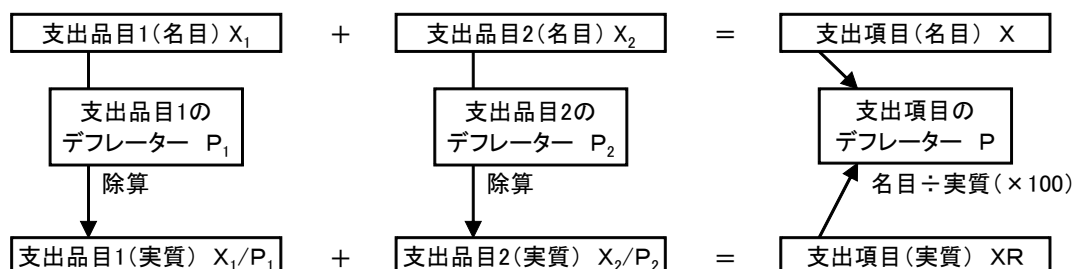 支出品目1(名目) X₁ + 支出品目2(名目) X₂ = 支出項目(名目) X
支出品目1の
デフレーター P₁
支出品目2の
デフレーター P₂
支出項目の
デフレーター P
除算
除算
名目÷実質(×100)
支出品目1(実質) X₁/P₁ + 支出品目2(実質) X₂/P₂ = 支出項目(実質) XR